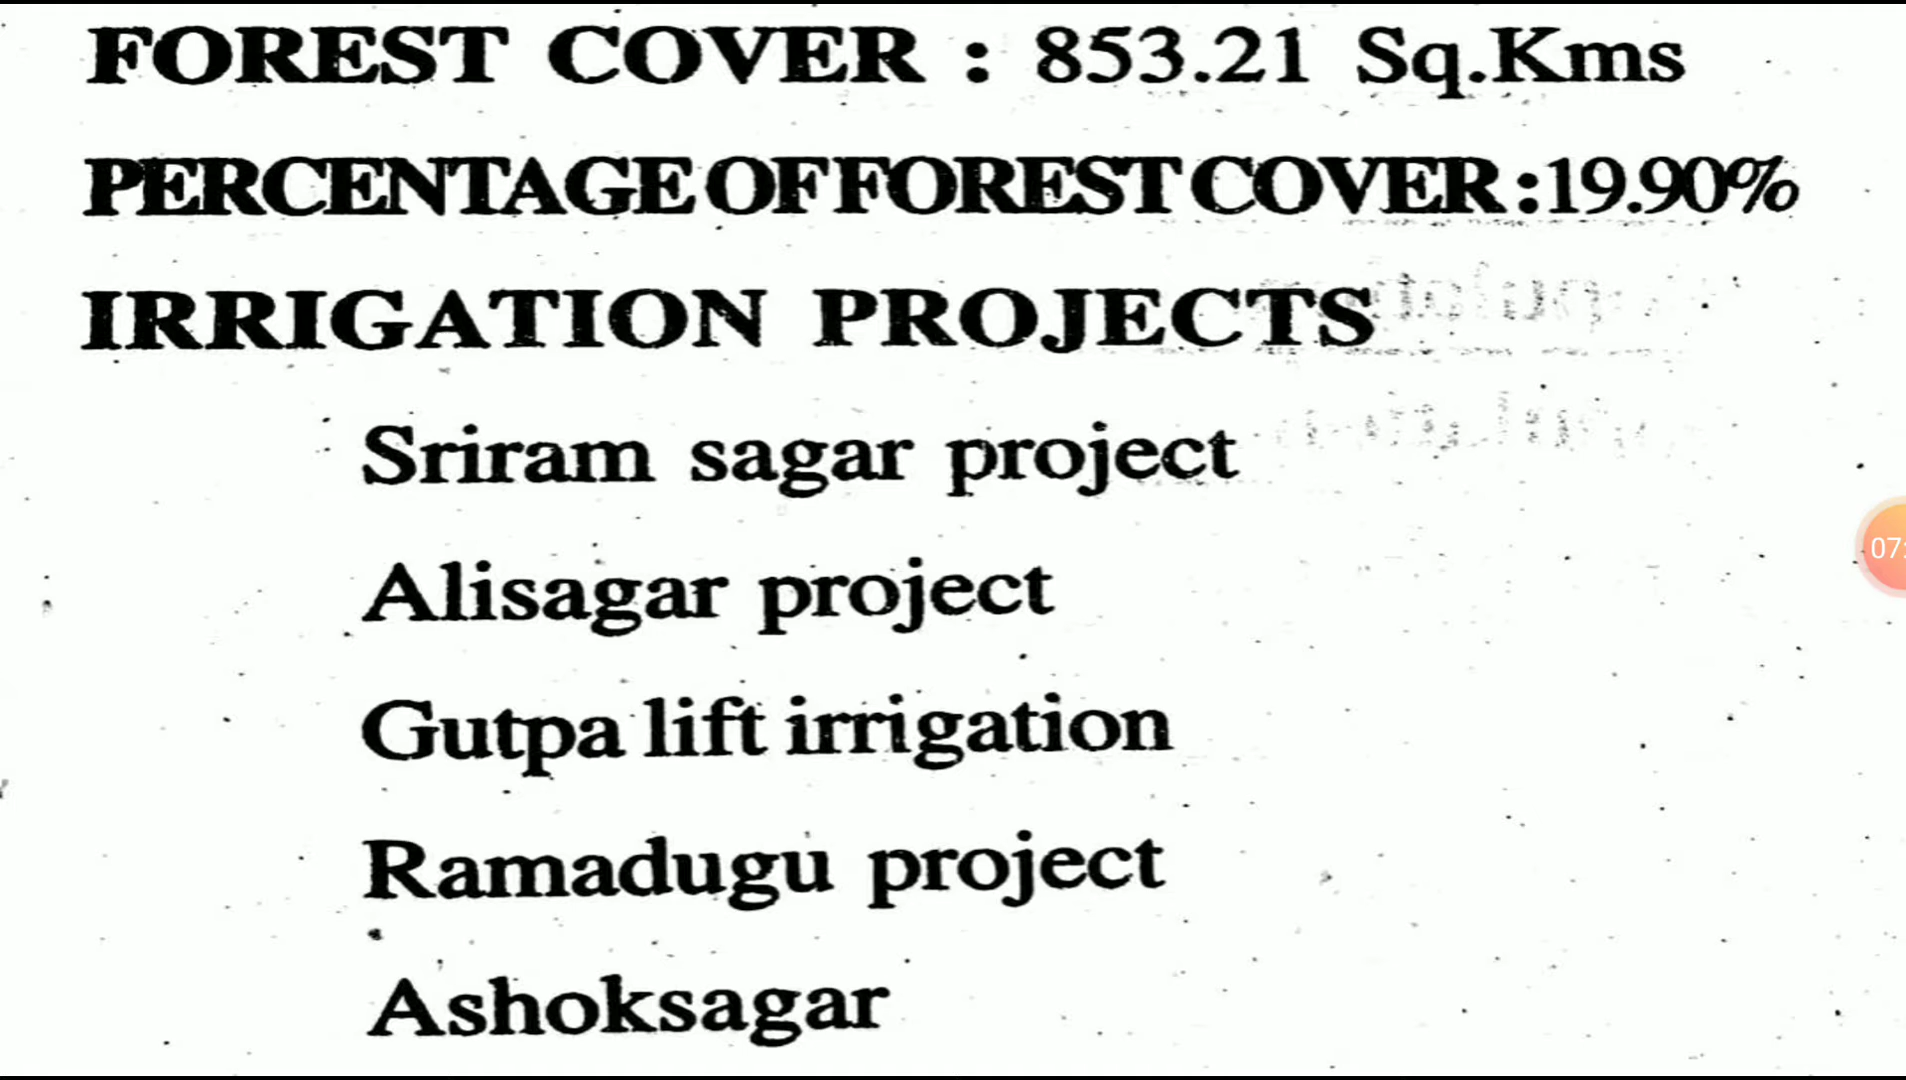 FOREST COVER : 853.21 Sq.Kms
PERCENTAGE OF FOREST COVER :19.90%
IRRIGATION PROJECTS
Sriram sagar project
Alisagar project
Gutpa lift irrigation
Ramadugu project
Ashoksagar
07: